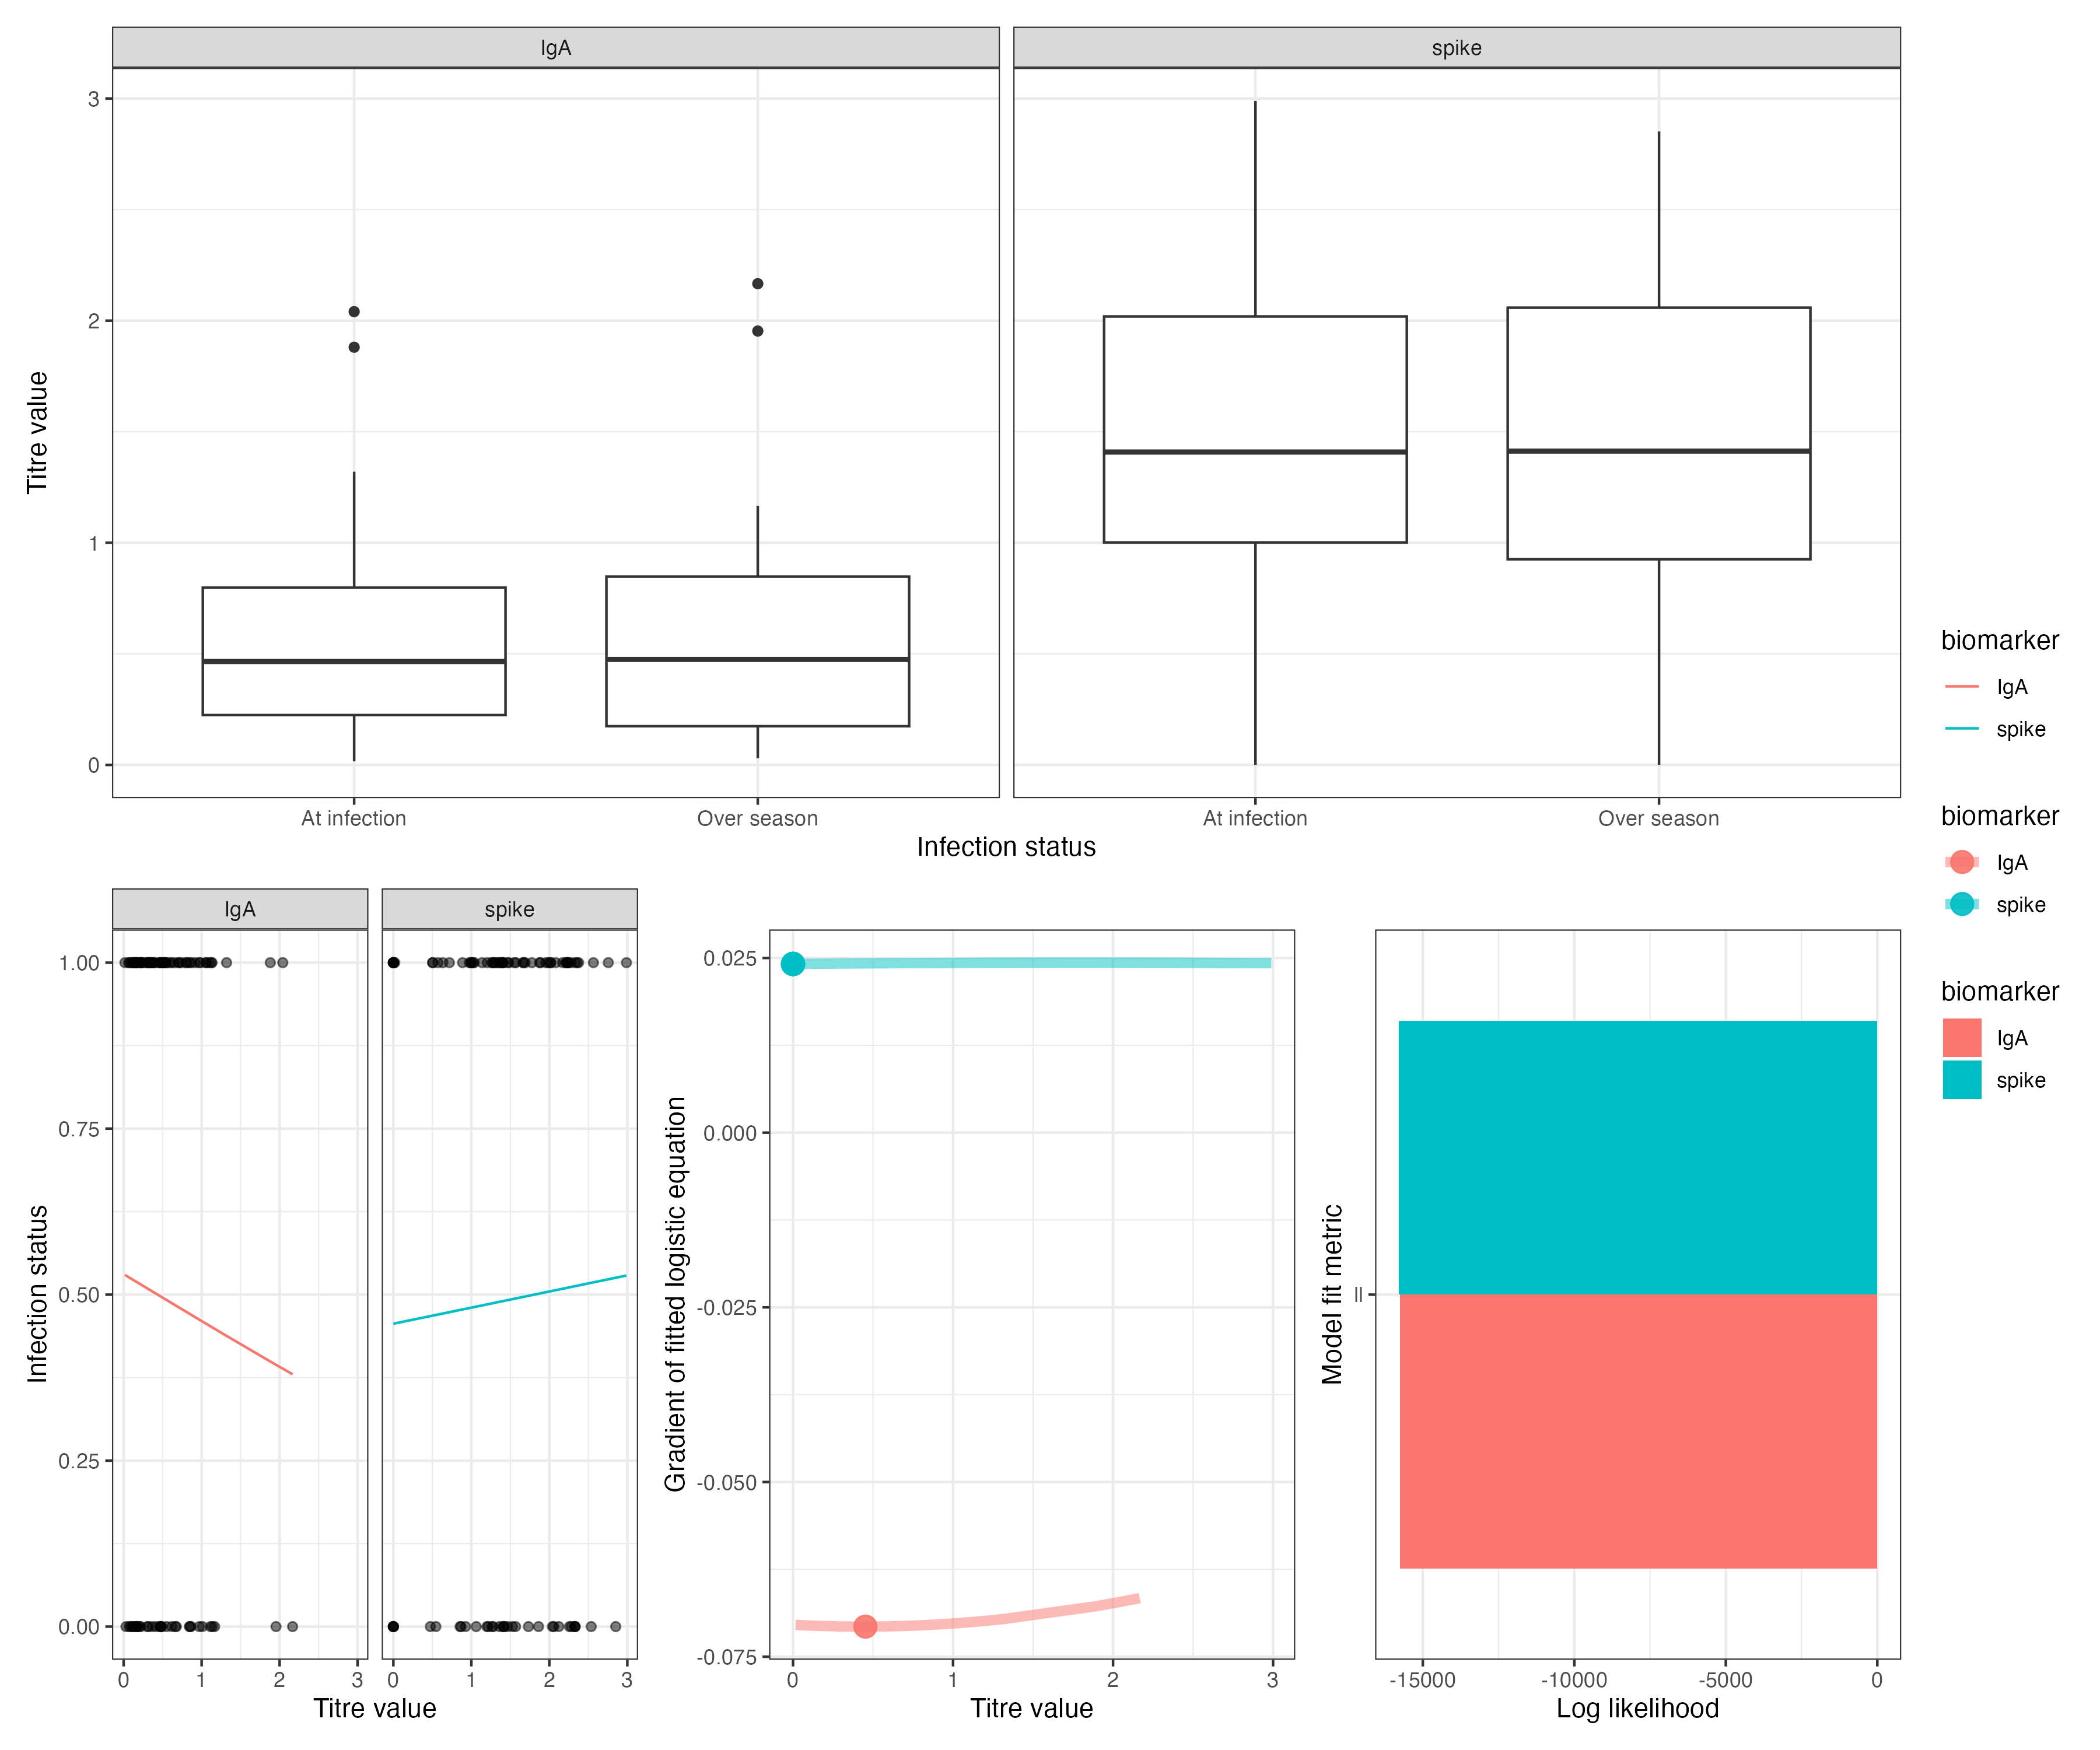 IgA
spike
Titre value
3
2
1
0
At infection
Over season
At infection
Over season
Infection status
IgA
spike
Infection status
1.00
0.75
0.50
0.25
0.00
0 1 2 3
0 1 2 3
Titre value
Gradient of fitted logistic equation
0.025
0.000
-0.025
-0.050
-0.075
0 1 2 3
Titre value
Model fit metric
ll
-15000 -10000 -5000 0
Log likelihood
biomarker
IgA
spike
biomarker
IgA
spike
biomarker
IgA
spike